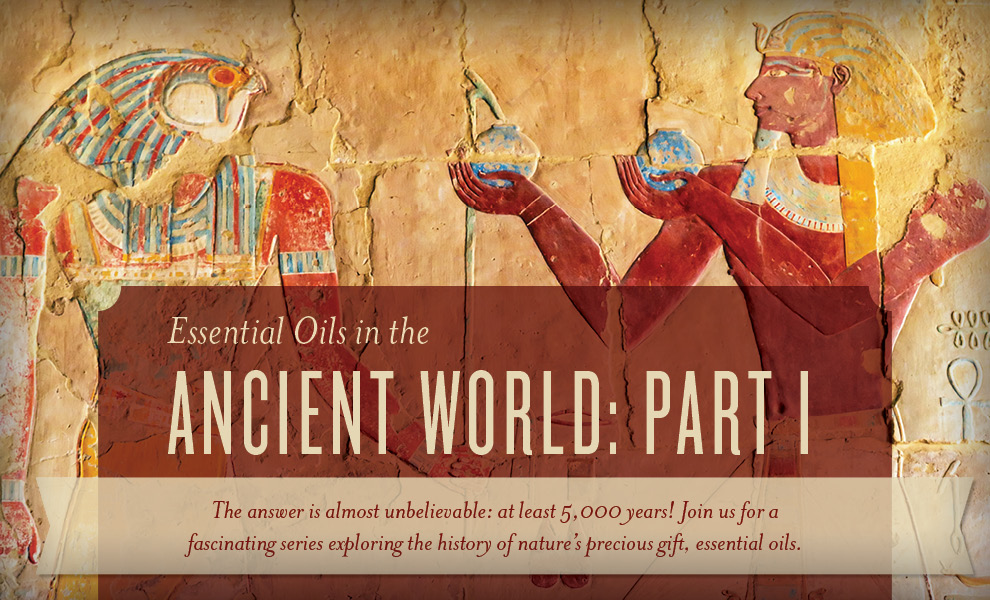 Essential Oils in the
ANCIENT WORLD: PART I
The answer is almost unbelievable: at least 5,000 years! Join us for a
fascinating series exploring the history of nature's precious gift, essential oils.